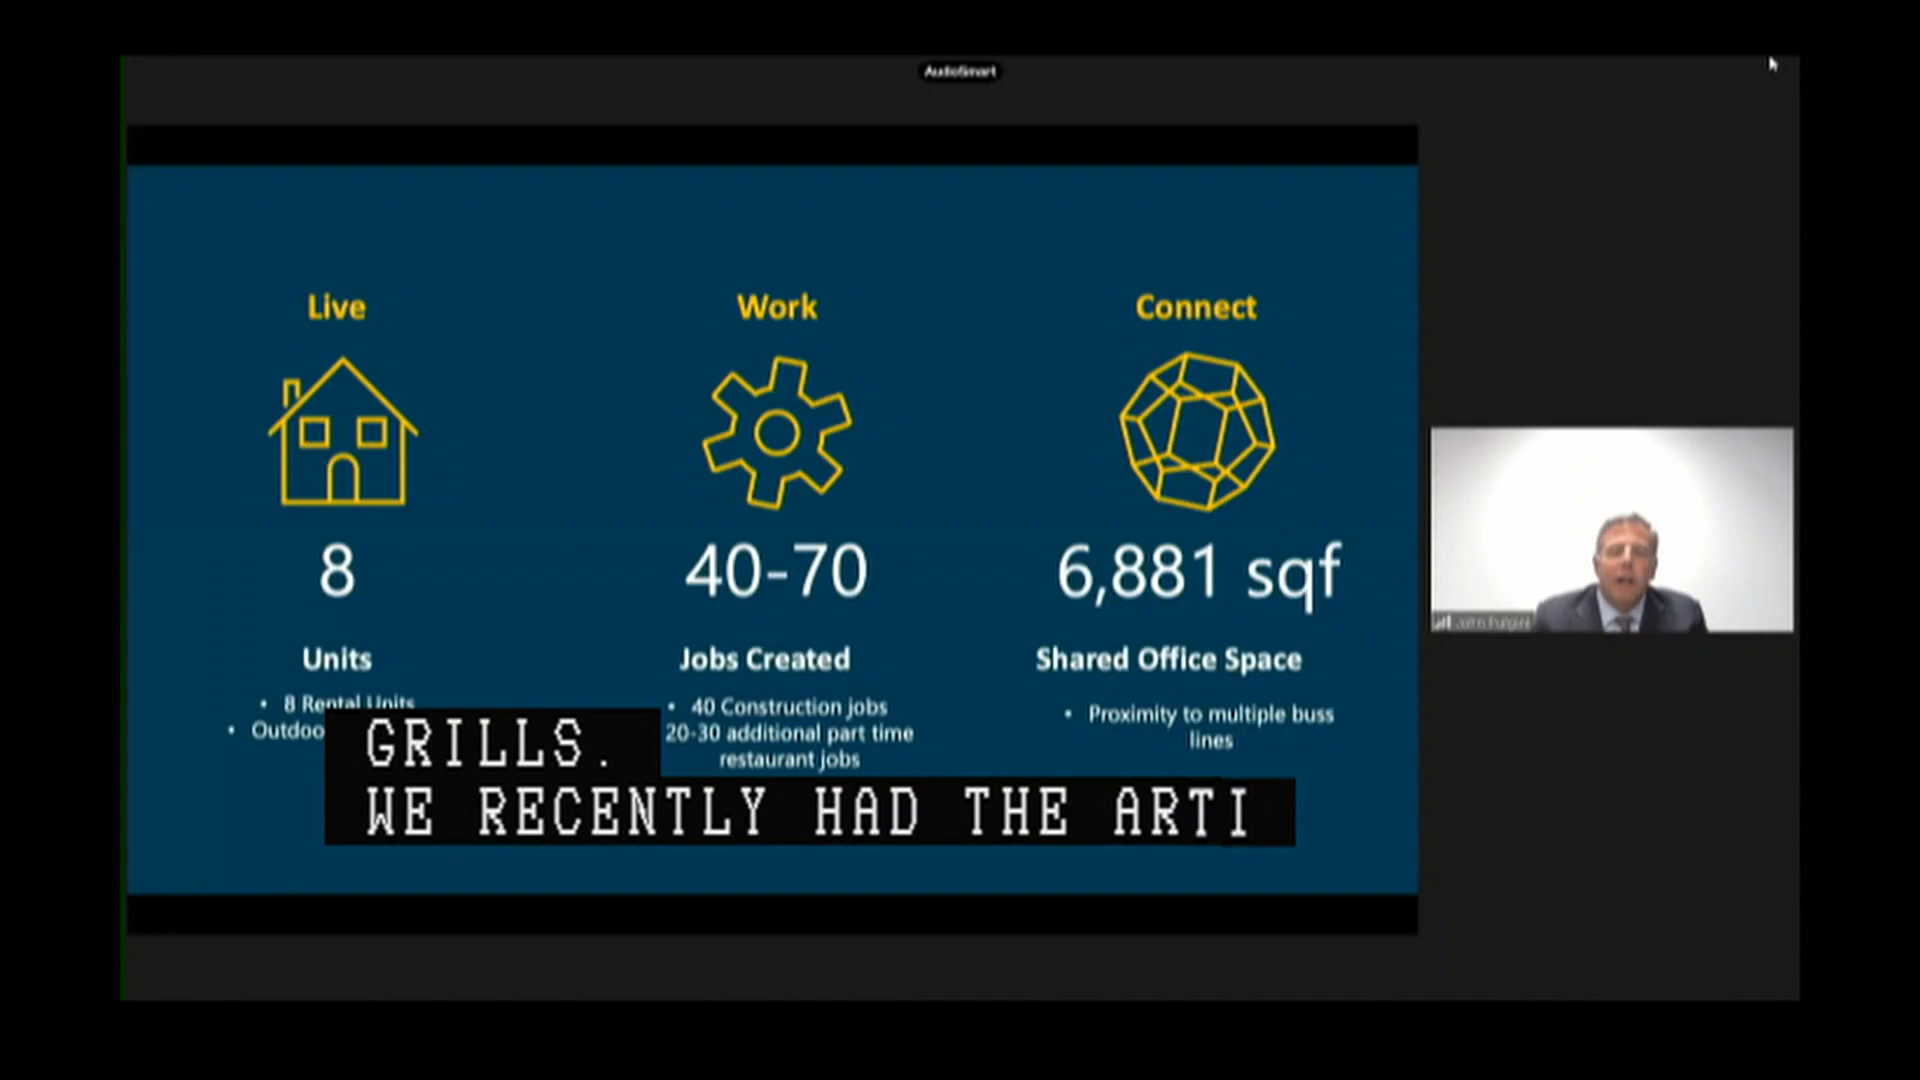 AudioSmart
Live
Work
Connect
8
40-70
6,881 sqf
Units
Jobs Created
Shared Office Space
• 8 Rental Units
• Outdoo
• 40 Construction jobs
20-30 additional part time
restaurant jobs
• Proximity to multiple buss
lines
GRILLS.
WE RECENTLY HAD THE ARTI